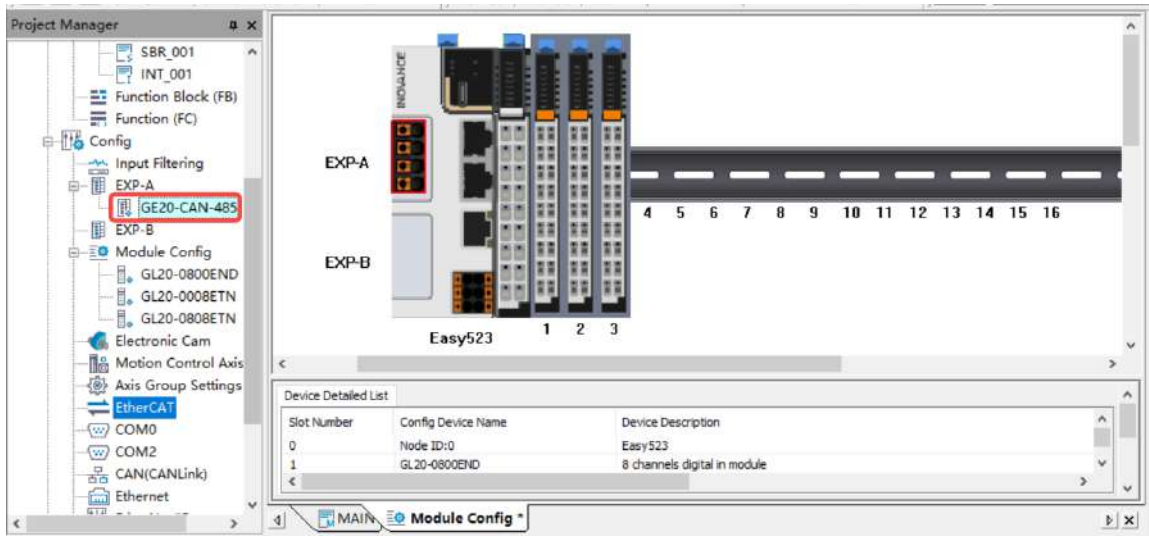 Project Manager
SBR_001
INT_001
Function Block (FB)
Function (FC)
Config
Input Filtering
EXP-A
GE20-CAN-485
EXP-B
Module Config
GL20-0800END
GL20-0008ETN
GL20-0808ETN
Electronic Cam
Motion Control Axis
Axis Group Settings
EtherCAT
COM0
COM2
CAN(CANLink)
Ethernet
INOVANCE
EXP-A
EXP-B
4 5 6 7 8 9 10 11 12 13 14 15 16
1 2 3
Easy523
Device Detailed List
Slot Number Config Device Name Device Description
0 Node ID:0 Easy523
1 GL20-0800END 8 channels digital in module
MAIN Module Config *